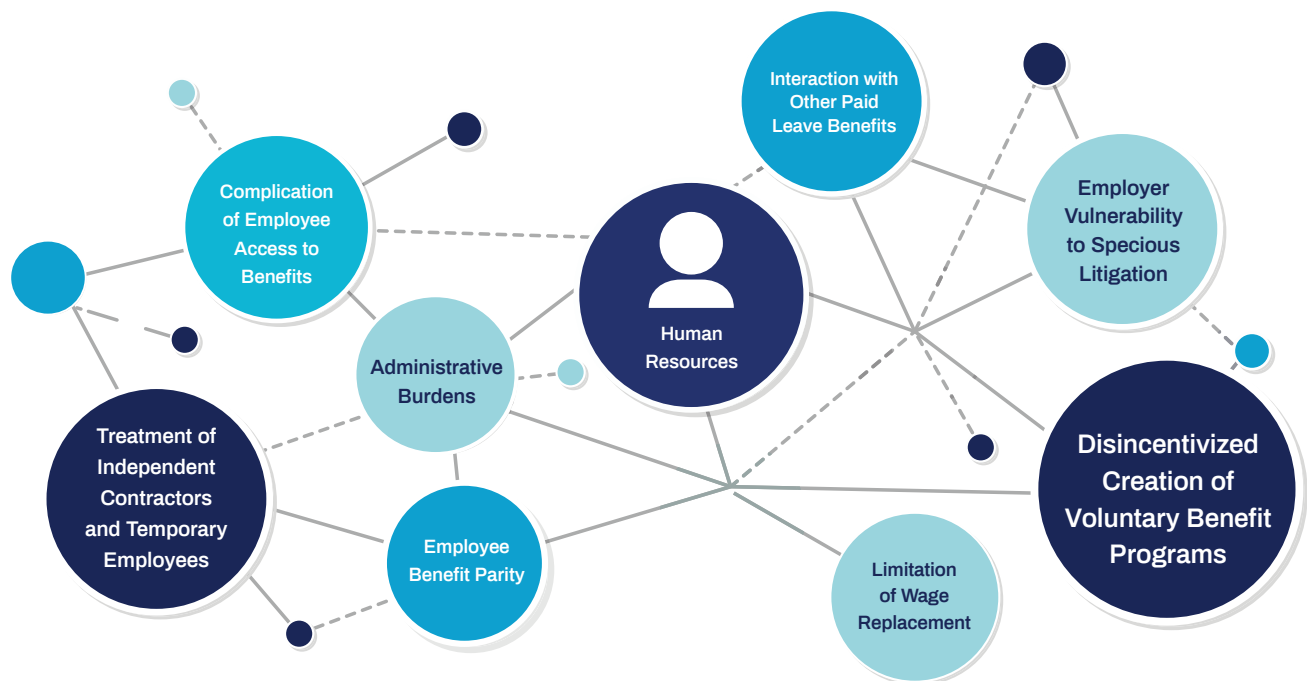 Interaction with
Other Paid
Leave Benefits
Complication
of Employee
Access to
Benefits
Employer
Vulnerability
to Specious
Litigation
Human
Resources
Administrative
Burdens
Treatment of
Independent
Contractors
and Temporary
Employees
Disincentivized
Creation of
Voluntary Benefit
Programs
Employee
Benefit Parity
Limitation
of Wage
Replacement